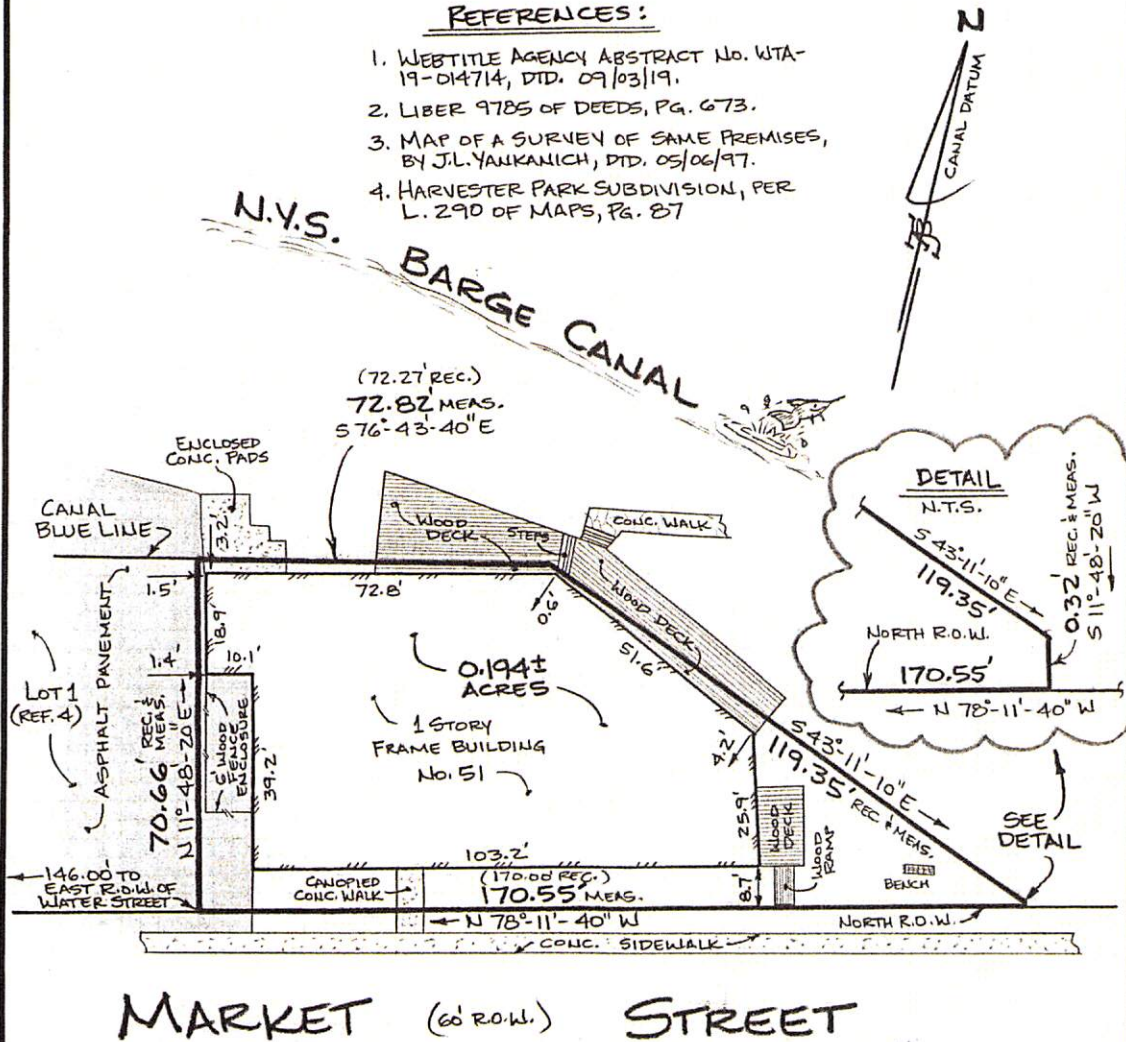 REFERENCES:
1. WEBTITLE AGENCY ABSTRACT NO. WTA-
19-014714, DTD. 09/03/19.
2. LIBER 9785 OF DEEDS, PG. 673.
3. MAP OF A SURVEY OF SAME PREMISES,
BY J.L. YANKANICH, DTD. 05/06/97.
4. HARVESTER PARK SUBDIVISION, PER
L. 290 OF MAPS, PG. 87
N
CANAL DATUM
N.Y.S. BARGE CANAL
(72.27' REC.)
72.82' MEAS.
S 76°-43'-40" E
ENCLOSED
CONC. PADS
CANAL
BLUE LINE
3.2'
WOOD
DECK
STEPS
CONC. WALK
DETAIL
N.T.S.
S 43°-11'-10" E
119.35'
0.32' REC. & MEAS.
S 11°-48'-20" W
NORTH R.O.W.
170.55'
N 78°-11'-40" W
1.5'
72.8'
0.6'
WOOD DECK
51.6'
18.9'
1.4'
10.1'
0.194±
ACRES
LOT 1
(REF. 4)
ASPHALT PAVEMENT
70.66' REC. & MEAS.
N 11°-48'-20" E
6' WOOD
FENCE
ENCLOSURE
39.2'
1 STORY
FRAME BUILDING
No. 51
4.2'
S 43°-11'-10" E
119.35' REC. & MEAS.
25.9'
WOOD
DECK
WOOD
RAMP
SEE
DETAIL
BENCH
103.2'
146.00 TO
EAST R.O.W. OF
WATER STREET
CANOPIED
CONC. WALK
(170.00' REC.)
170.55' MEAS.
8.7'
N 78°-11'-40" W
NORTH R.O.W.
CONC. SIDEWALK
MARKET (60' R.O.W.) STREET